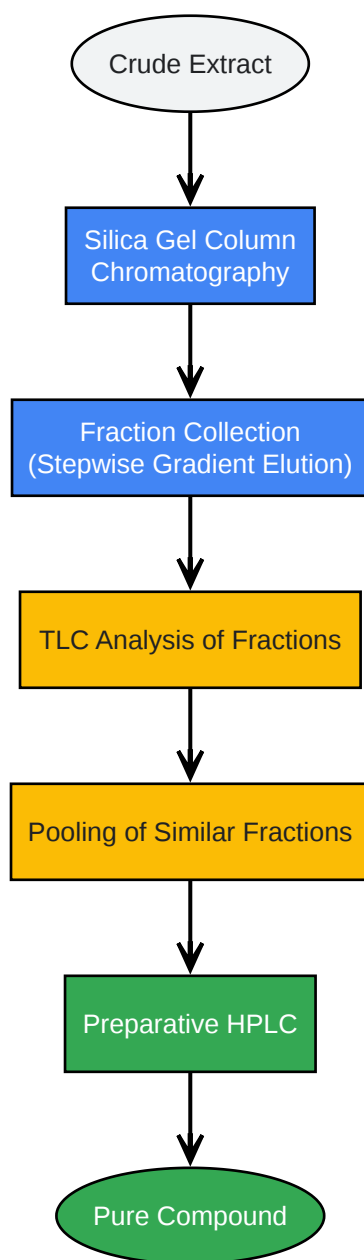 Crude Extract
Silica Gel Column
Chromatography
Fraction Collection
(Stepwise Gradient Elution)
TLC Analysis of Fractions
Pooling of Similar Fractions
Preparative HPLC
Pure Compound